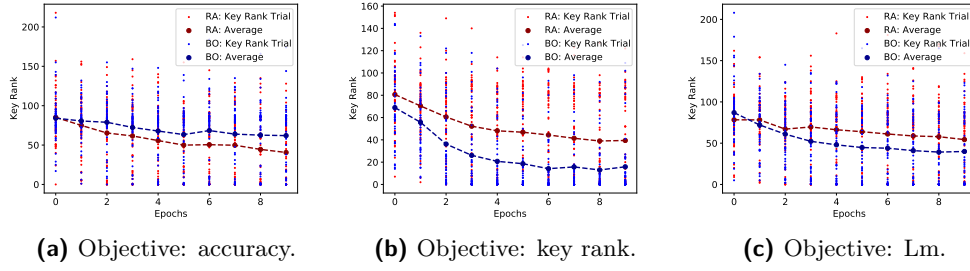 RA: Key Rank Trial
RA: Average
BO: Key Rank Trial
BO: Average
Key Rank
200
150
100
50
0
0 2 4 6 8
Epochs
(a) Objective: accuracy.
RA: Key Rank Trial
RA: Average
BO: Key Rank Trial
BO: Average
Key Rank
160
140
120
100
80
60
40
20
0
0 2 4 6 8
Epochs
(b) Objective: key rank.
RA: Key Rank Trial
RA: Average
BO: Key Rank Trial
BO: Average
Key Rank
200
150
100
50
0
0 2 4 6 8
Epochs
(c) Objective: Lm.